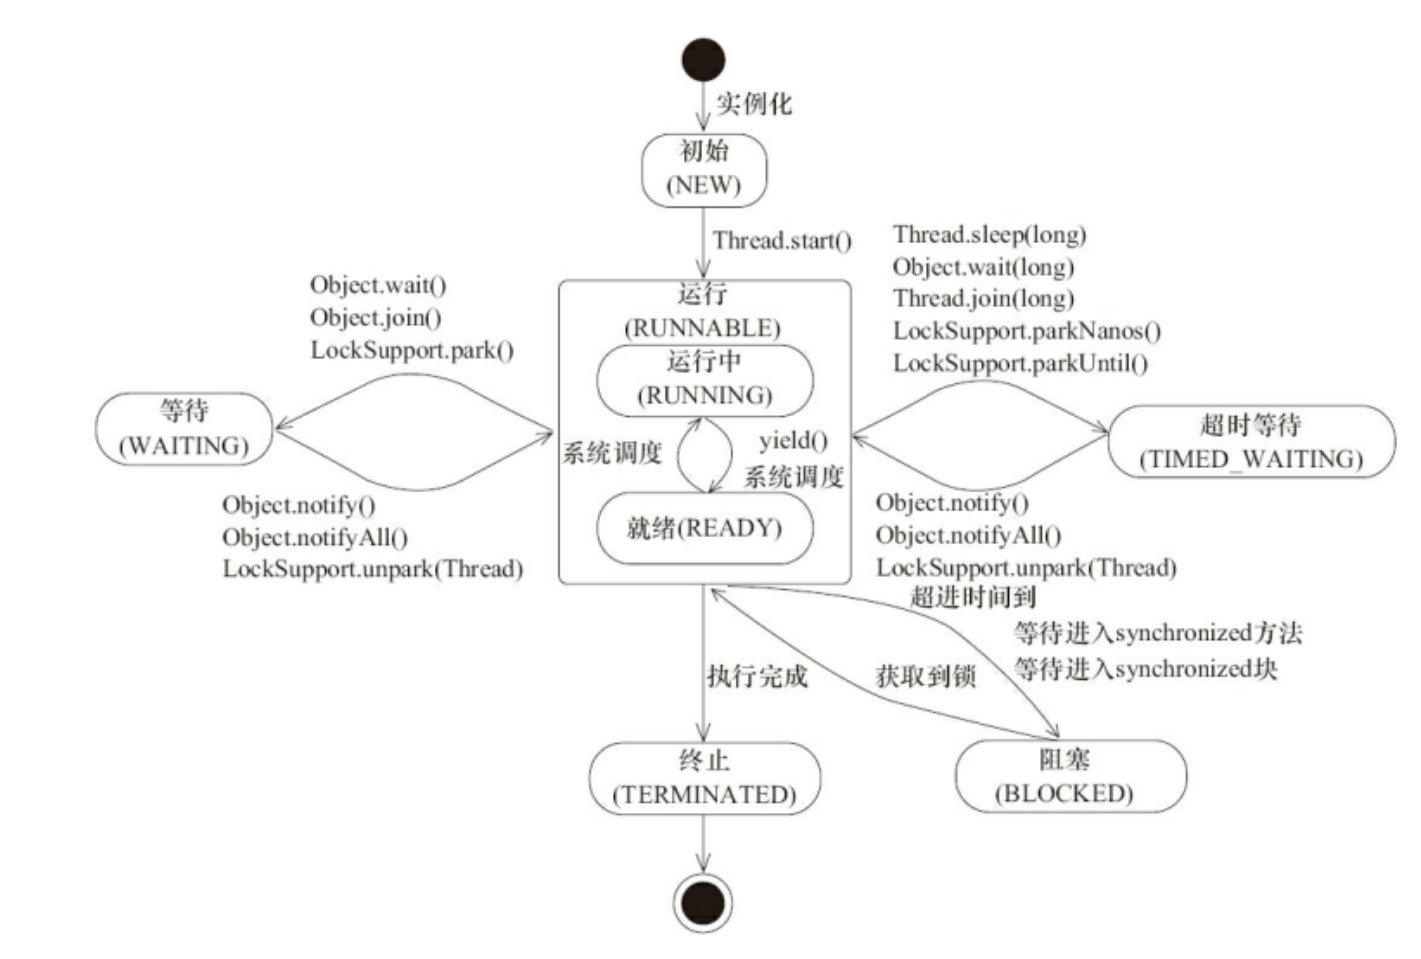 实例化
初始
(NEW)
Thread.start()
Object.wait()
Object.join()
LockSupport.park()
Thread.sleep(long)
Object.wait(long)
Thread.join(long)
LockSupport.parkNanos()
LockSupport.parkUntil()
运行
(RUNNABLE)
运行中
(RUNNING)
系统调度
yield()
系统调度
就绪(READY)
等待
(WAITING)
超时等待
(TIMED_WAITING)
Object.notify()
Object.notifyAll()
LockSupport.unpark(Thread)
Object.notify()
Object.notifyAll()
LockSupport.unpark(Thread)
超进时间到
等待进入synchronized方法
等待进入synchronized块
获取到锁
执行完成
终止
(TERMINATED)
阻塞
(BLOCKED)